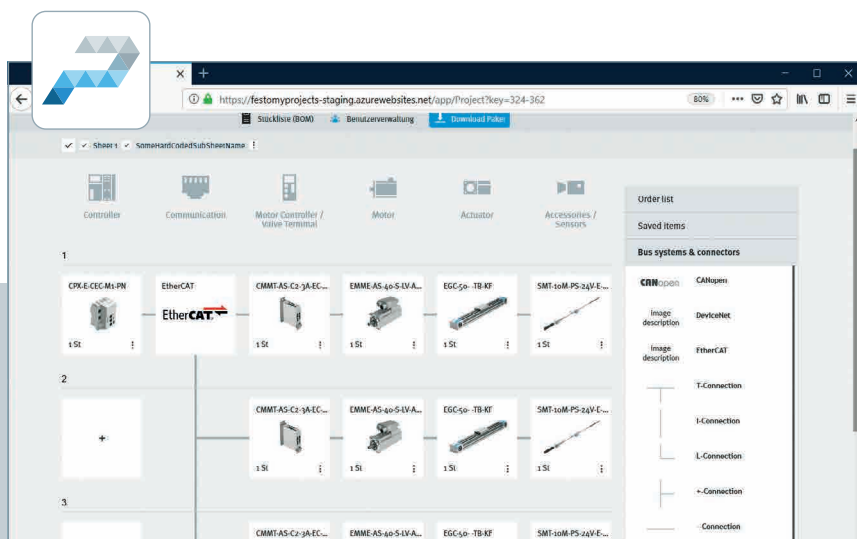 https://festomyprojects-staging.azurewebsites.net/app/Project?key=324-362
80%
Stückliste (BOM) Benutzerverwaltung Download Paket
Sheet 1 SomeHardCodedSubSheetName
Controller Communication Motor Controller / Valve Terminal Motor Actuator Accessories / Sensors
Order list
Saved items
Bus systems & connectors
1
CPX-E-CEC-M1-PN EtherCAT CMMT-AS-C2-3A-EC-... EMME-AS-40-S-LV-A... EGC-50- -TB-KF SMT-10M-PS-24V-E-...
EtherCAT
1 St 1 St 1 St 1 St 1 St
CANopen CANopen
Image description DeviceNet
Image description EtherCAT
T-Connection
I-Connection
L-Connection
+-Connection
Connection
2
+
CMMT-AS-C2-3A-EC-... EMME-AS-40-S-LV-A... EGC-50- -TB-KF SMT-10M-PS-24V-E-...
1 St 1 St 1 St 1 St
3
CMMT-AS-C2-3A-EC-... EMME-AS-40-S-LV-A... EGC-50- -TB-KF SMT-10M-PS-24V-E-...